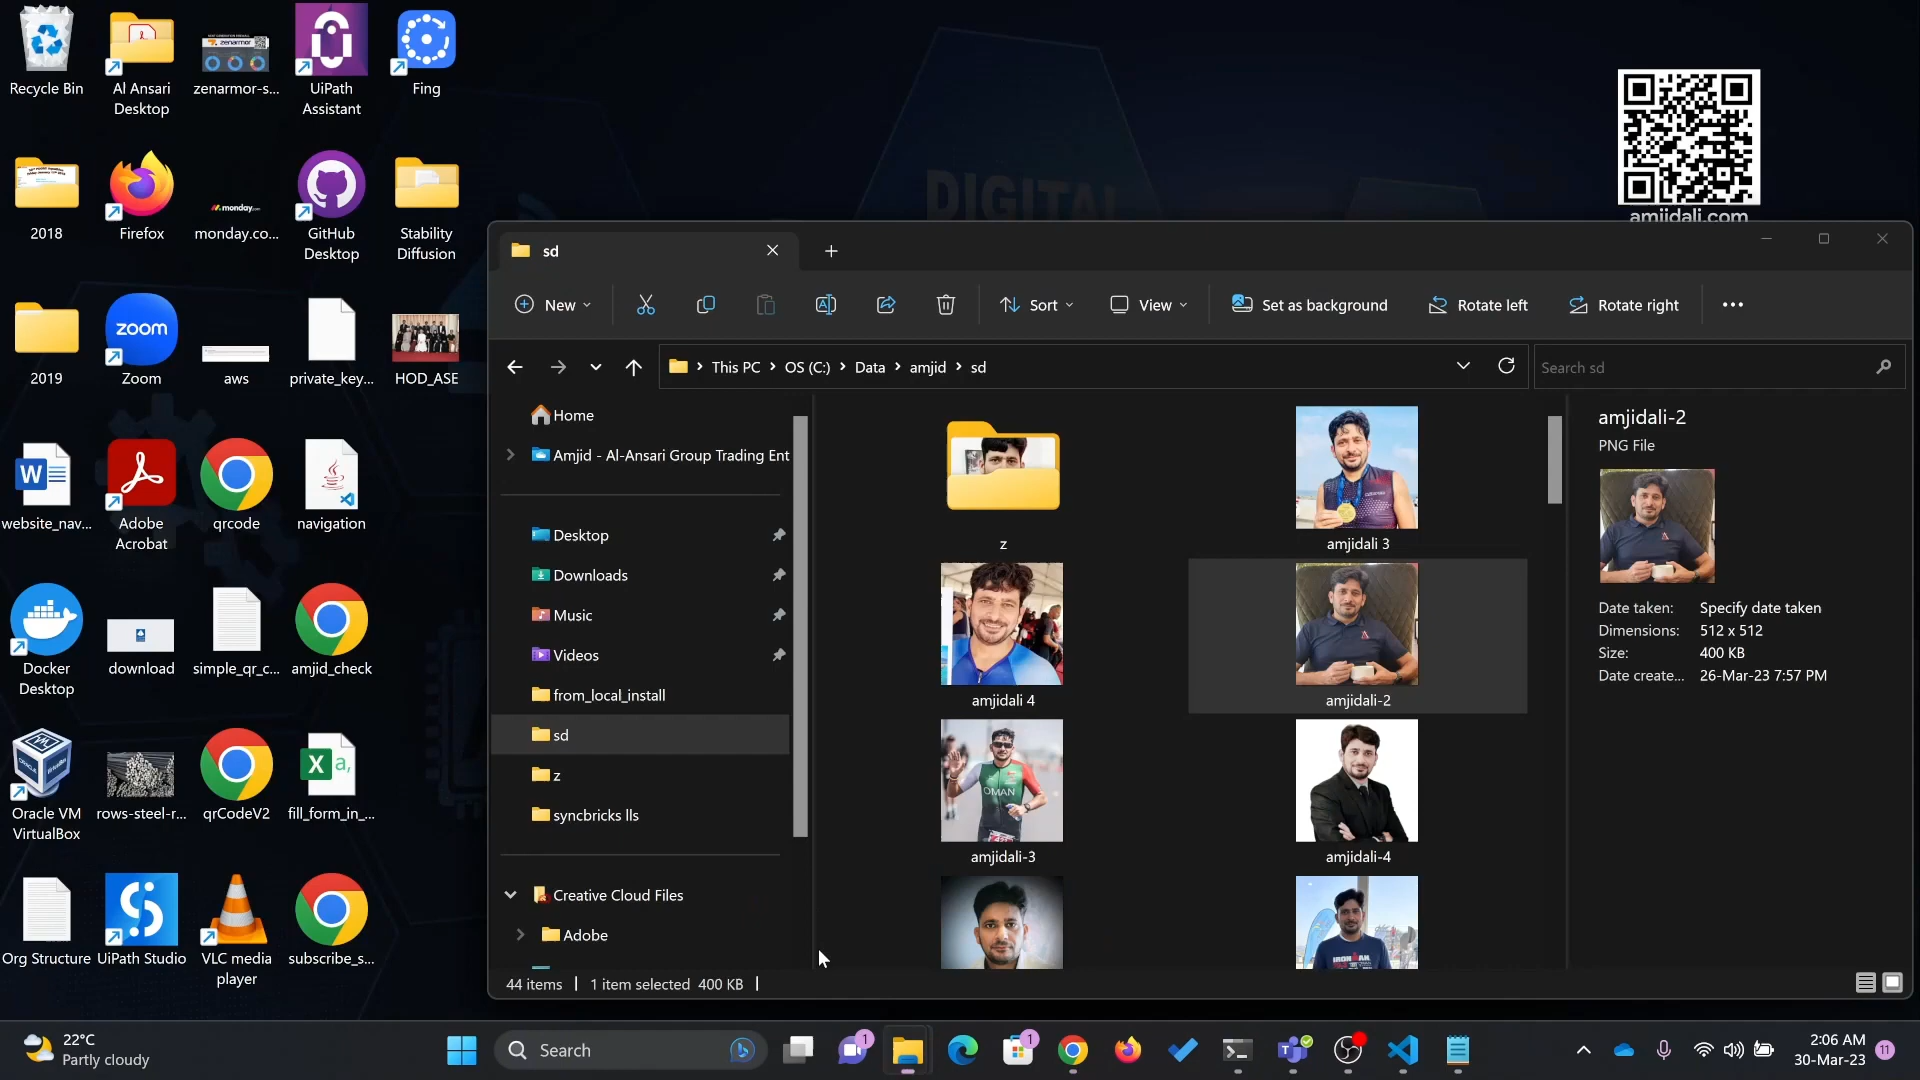 Recycle Bin
Al Ansari
Desktop
zenarmor-s...
UiPath
Assistant
Fing
2018
Firefox
monday.co...
GitHub
Desktop
Stability
Diffusion
2019
zoom
Zoom
aws
private_key...
HOD_ASE
website_nav...
Adobe
Acrobat
qrcode
navigation
Docker
Desktop
download
simple_qr_c...
amjid_check
Oracle VM
VirtualBox
rows-steel-r...
qrCodeV2
fill_form_in_...
Org Structure
UiPath Studio
VLC media
player
subscribe_s...
DIGITAL
amjidali.com
sd
New
Sort
View
Set as background
Rotate left
Rotate right
This PC
OS (C:)
Data
amjid
sd
Search sd
Home
Amjid - Al-Ansari Group Trading Ent
Desktop
Downloads
Music
Videos
from_local_install
sd
z
syncbricks lls
Creative Cloud Files
Adobe
z
amjidali 3
amjidali 4
amjidali-2
OMAN
amjidali-3
amjidali-4
amjidali-2
PNG File
Date taken: Specify date taken
Dimensions: 512 x 512
Size: 400 KB
Date create... 26-Mar-23 7:57 PM
44 items
1 item selected 400 KB
22°C
Partly cloudy
Search
1
1
2:06 AM
30-Mar-23
11